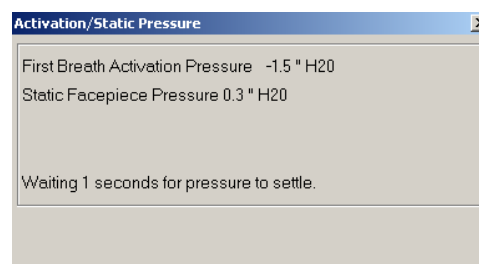 Activation/Static Pressure
First Breath Activation Pressure -1.5 " H20
Static Facepiece Pressure 0.3 " H20
Waiting 1 seconds for pressure to settle.